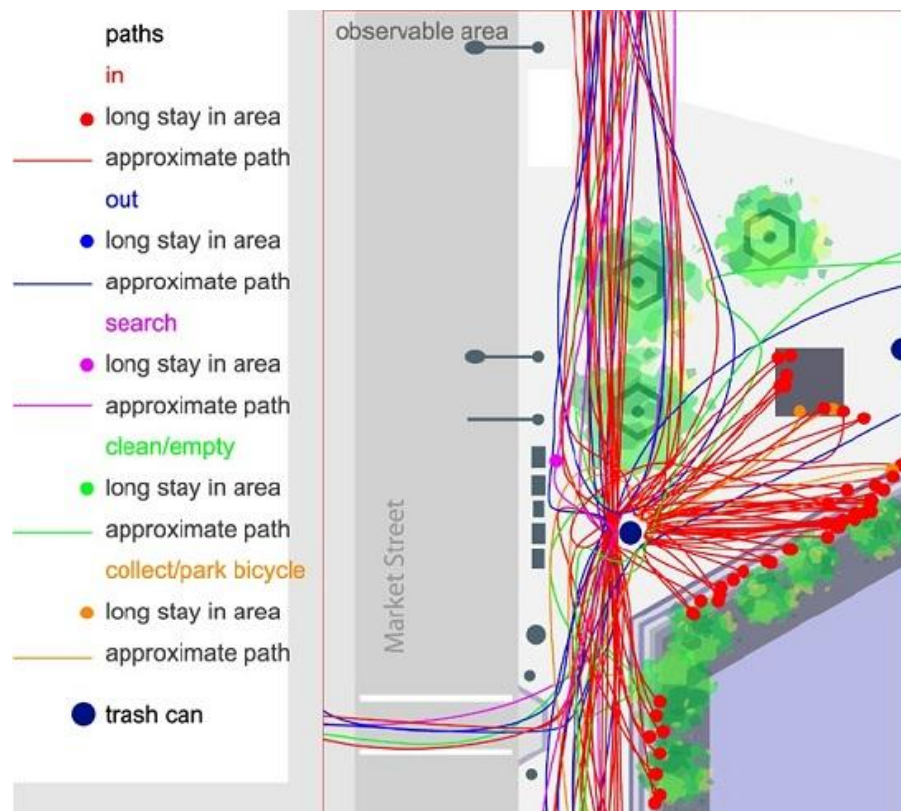 paths
in
long stay in area
approximate path
out
long stay in area
approximate path
search
long stay in area
approximate path
clean/empty
long stay in area
approximate path
collect/park bicycle
long stay in area
approximate path
trash can
observable area
Market Street